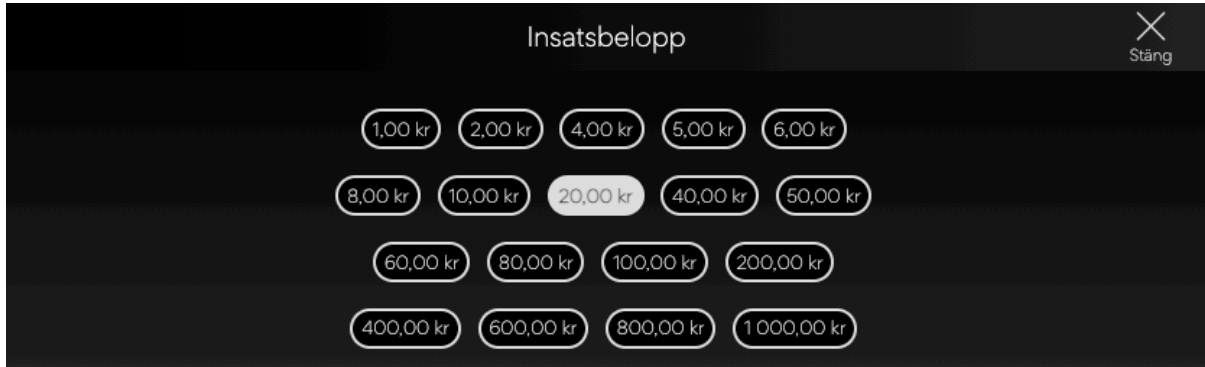 Insatsbelopp
Stäng
1,00 kr 2,00 kr 4,00 kr 5,00 kr 6,00 kr
8,00 kr 10,00 kr 20,00 kr 40,00 kr 50,00 kr
60,00 kr 80,00 kr 100,00 kr 200,00 kr
400,00 kr 600,00 kr 800,00 kr 1 000,00 kr